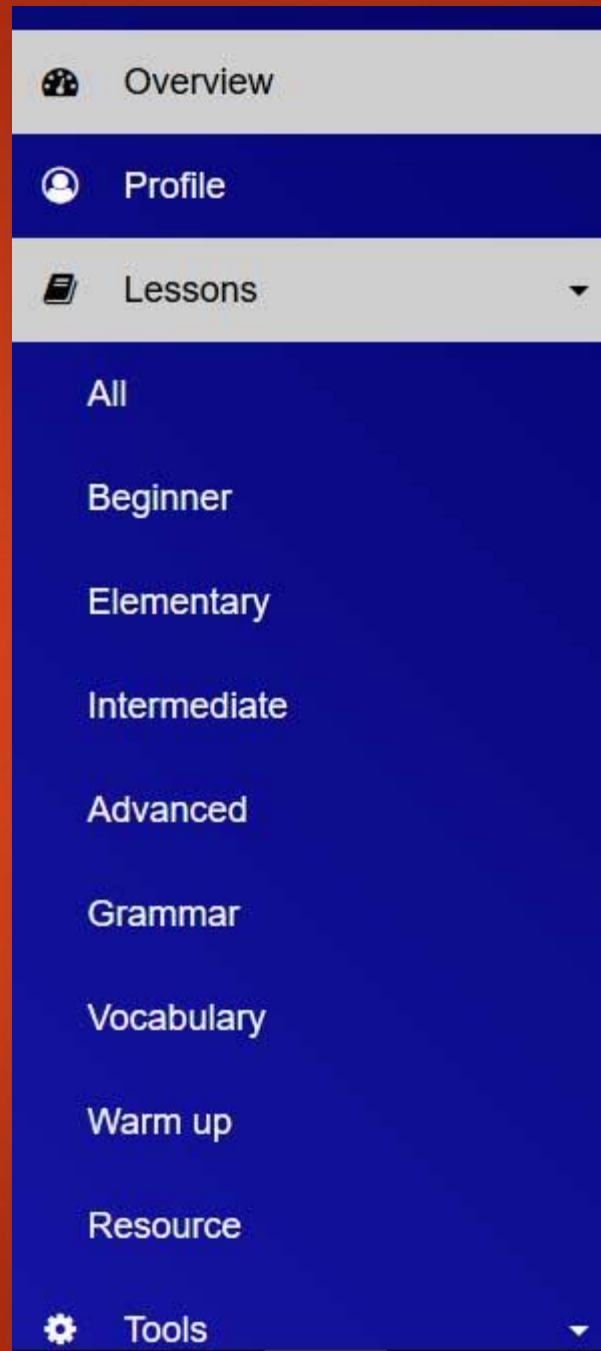 Overview
Profile
Lessons
All
Beginner
Elementary
Intermediate
Advanced
Grammar
Vocabulary
Warm up
Resource
Tools